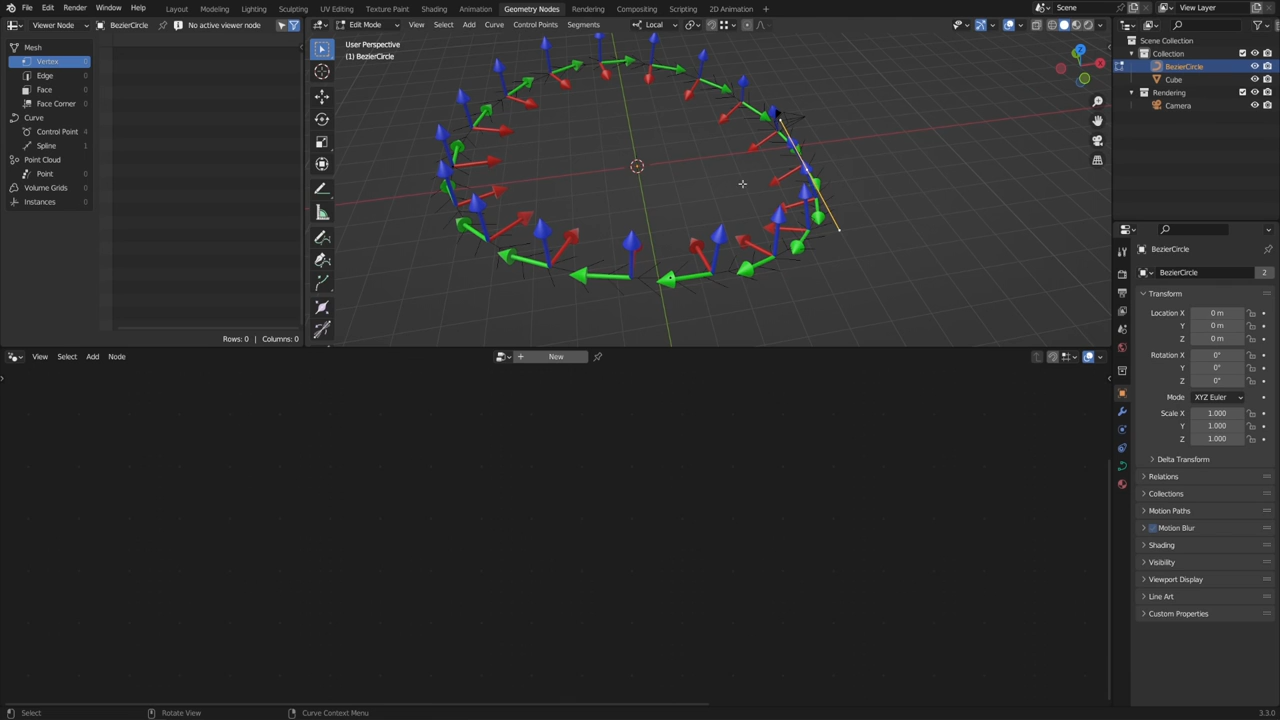 File Edit Render Window Help Layout Modeling Sculpting UV Editing Texture Paint Shading Animation Rendering Compositing Geometry Nodes Scripting 2D Animation + Scene View Layer
Viewer Node BezierCircle No active viewer node
Edit Mode View Select Add Curve Control Points Segments Local
Mesh
Vertex 0
Edge 0
Face 0
Face Corner 0
Curve
Control Point 4
Spline 1
Point Cloud
Point 0
Volume Grids 0
Instances 0
Rows: 0 | Columns: 0
User Perspective
(1) BezierCircle
Z
Scene Collection
Collection
BezierCircle
Cube
Rendering
Camera
BezierCircle
BezierCircle 2
Transform
Location X 0 m
Y 0 m
Z 0 m
Rotation X 0°
Y 0°
Z 0°
Mode XYZ Euler
Scale X 1.000
Y 1.000
Z 1.000
Delta Transform
Relations
Collections
Motion Paths
Motion Blur
Shading
Visibility
Viewport Display
Line Art
Custom Properties
View Select Add Node + New
Select Rotate View Curve Context Menu 3.3.0